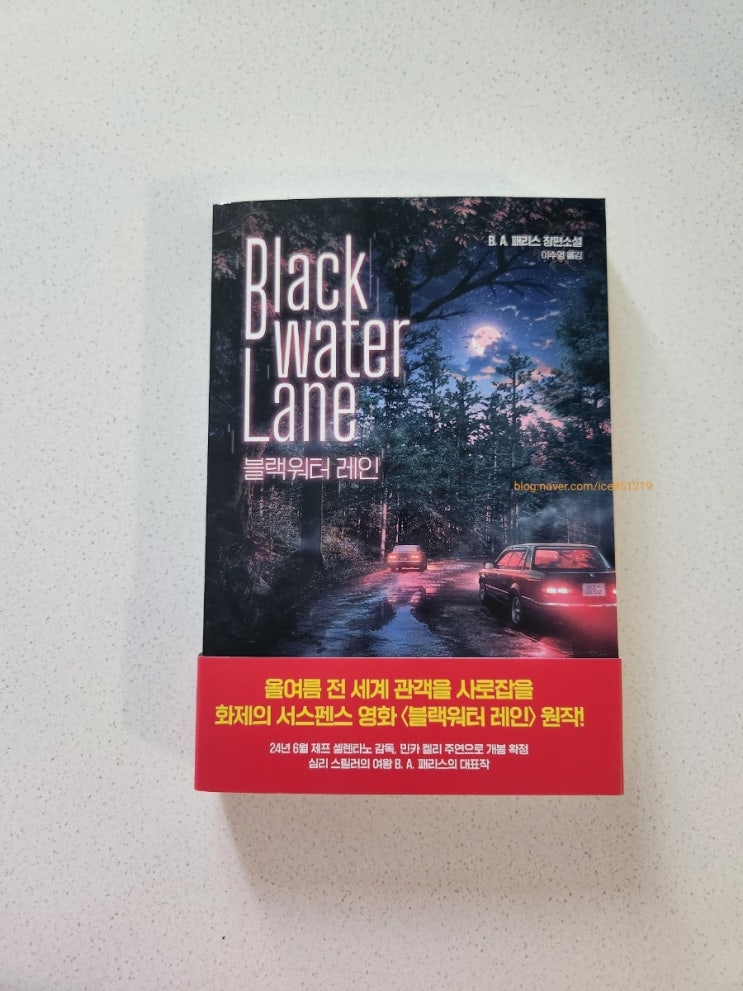 Black
water
Lane
블랙워터 레인
B. A. 패리스 장편소설
이수영 옮김
blog.naver.com/ice851219
arte
올여름 전 세계 관객을 사로잡을
화제의 서스펜스 영화 〈블랙워터 레인〉 원작!
24년 6월 제프 셀렌타노 감독, 민카 켈리 주연으로 개봉 확정
심리 스릴러의 여왕 B. A. 패리스의 대표작